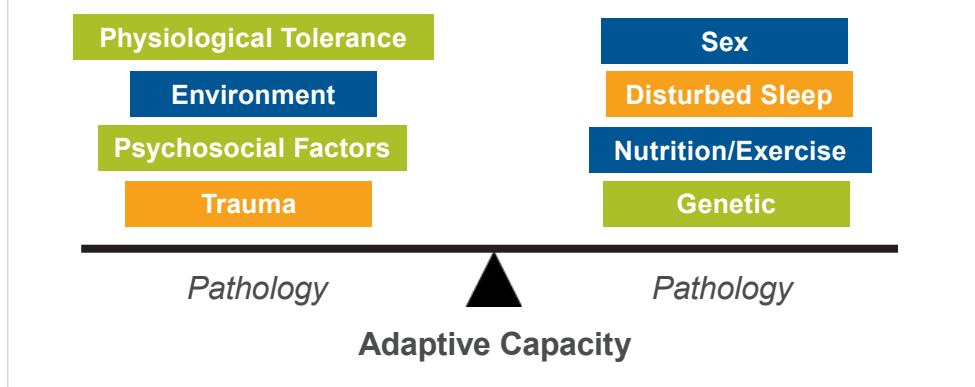 Physiological Tolerance
Environment
Psychosocial Factors
Trauma
Sex
Disturbed Sleep
Nutrition/Exercise
Genetic
Pathology
Pathology
Adaptive Capacity